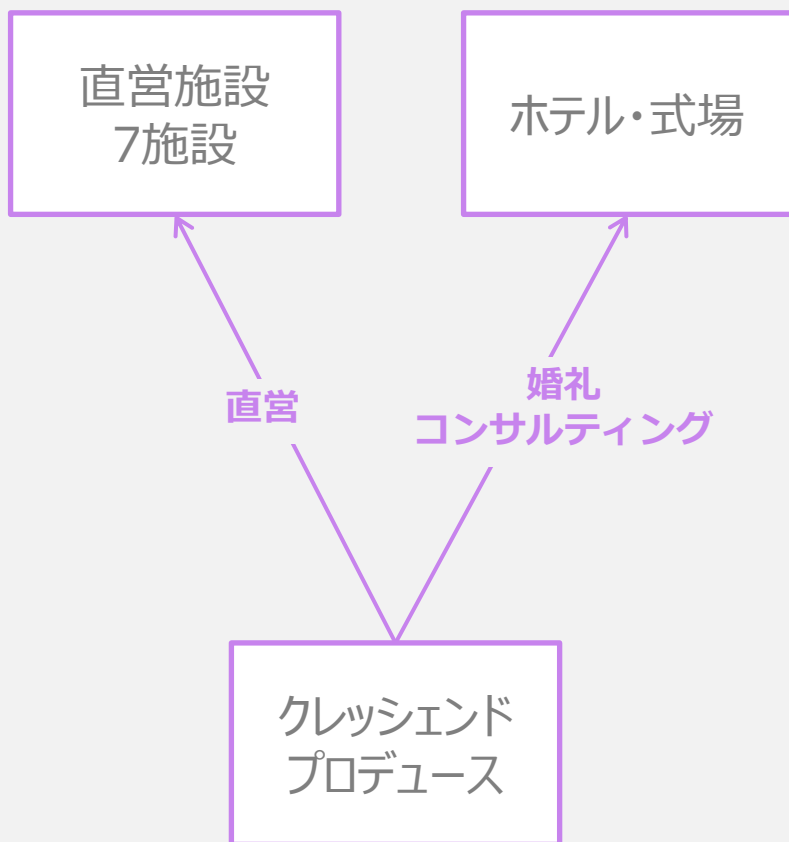 直営施設
7施設
ホテル・式場
直営
婚礼
コンサルティング
クレッシェンド
プロデュース